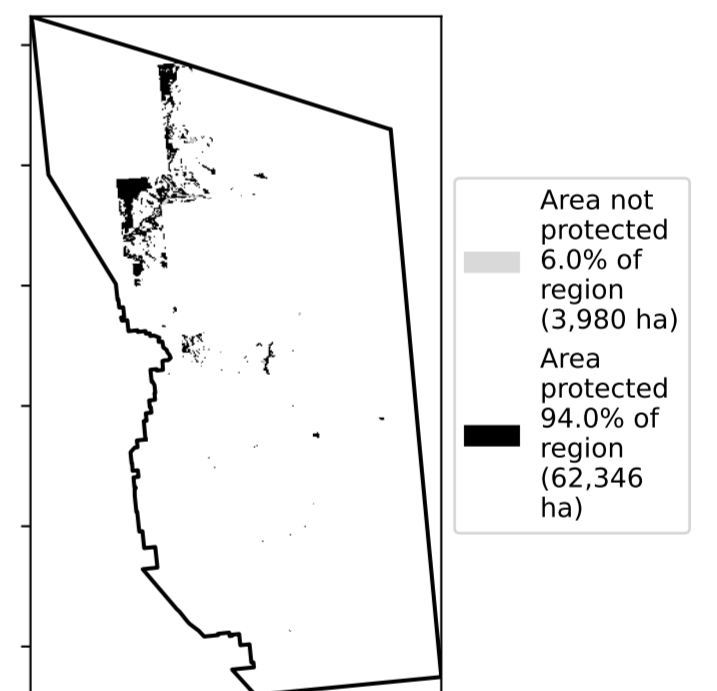 Area not
protected
6.0% of
region
(3,980 ha)
Area
protected
94.0% of
region
(62,346
ha)